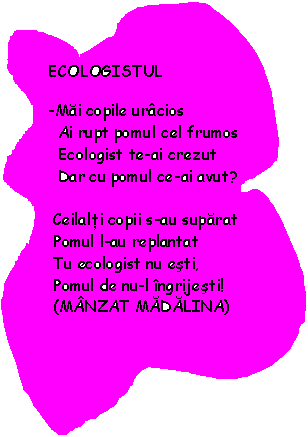 ECOLOGISTUL
-Măi copile urâcios
Ai rupt pomul cel frumos
Ecologist te-ai crezut
Dar cu pomul ce-ai avut?
Ceilalți copii s-au supărat
Pomul l-au replantat
Tu ecologist nu ești,
Pomul de nu-l îngrijești!
(MÂNZAT MĂDĂLINA)